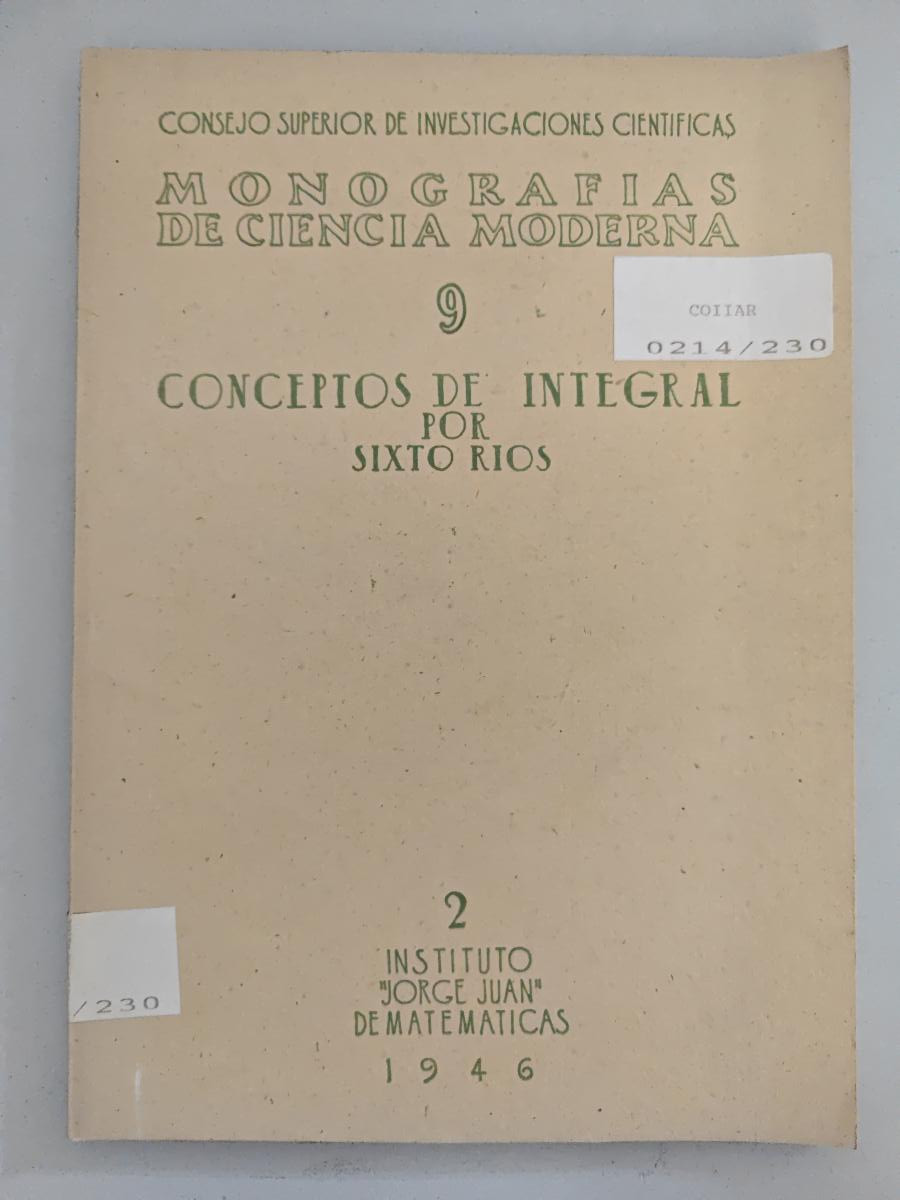 CONSEJO SUPERIOR DE INVESTIGACIONES CIENTIFICAS
MONOGRAFIAS
DE CIENCIA MODERNA
9
COIIAR
0214/230
CONCEPTOS DE INTEGRAL
POR
SIXTO RIOS
2
INSTITUTO
"JORGE JUAN"
DE MATEMATICAS
1946
/230